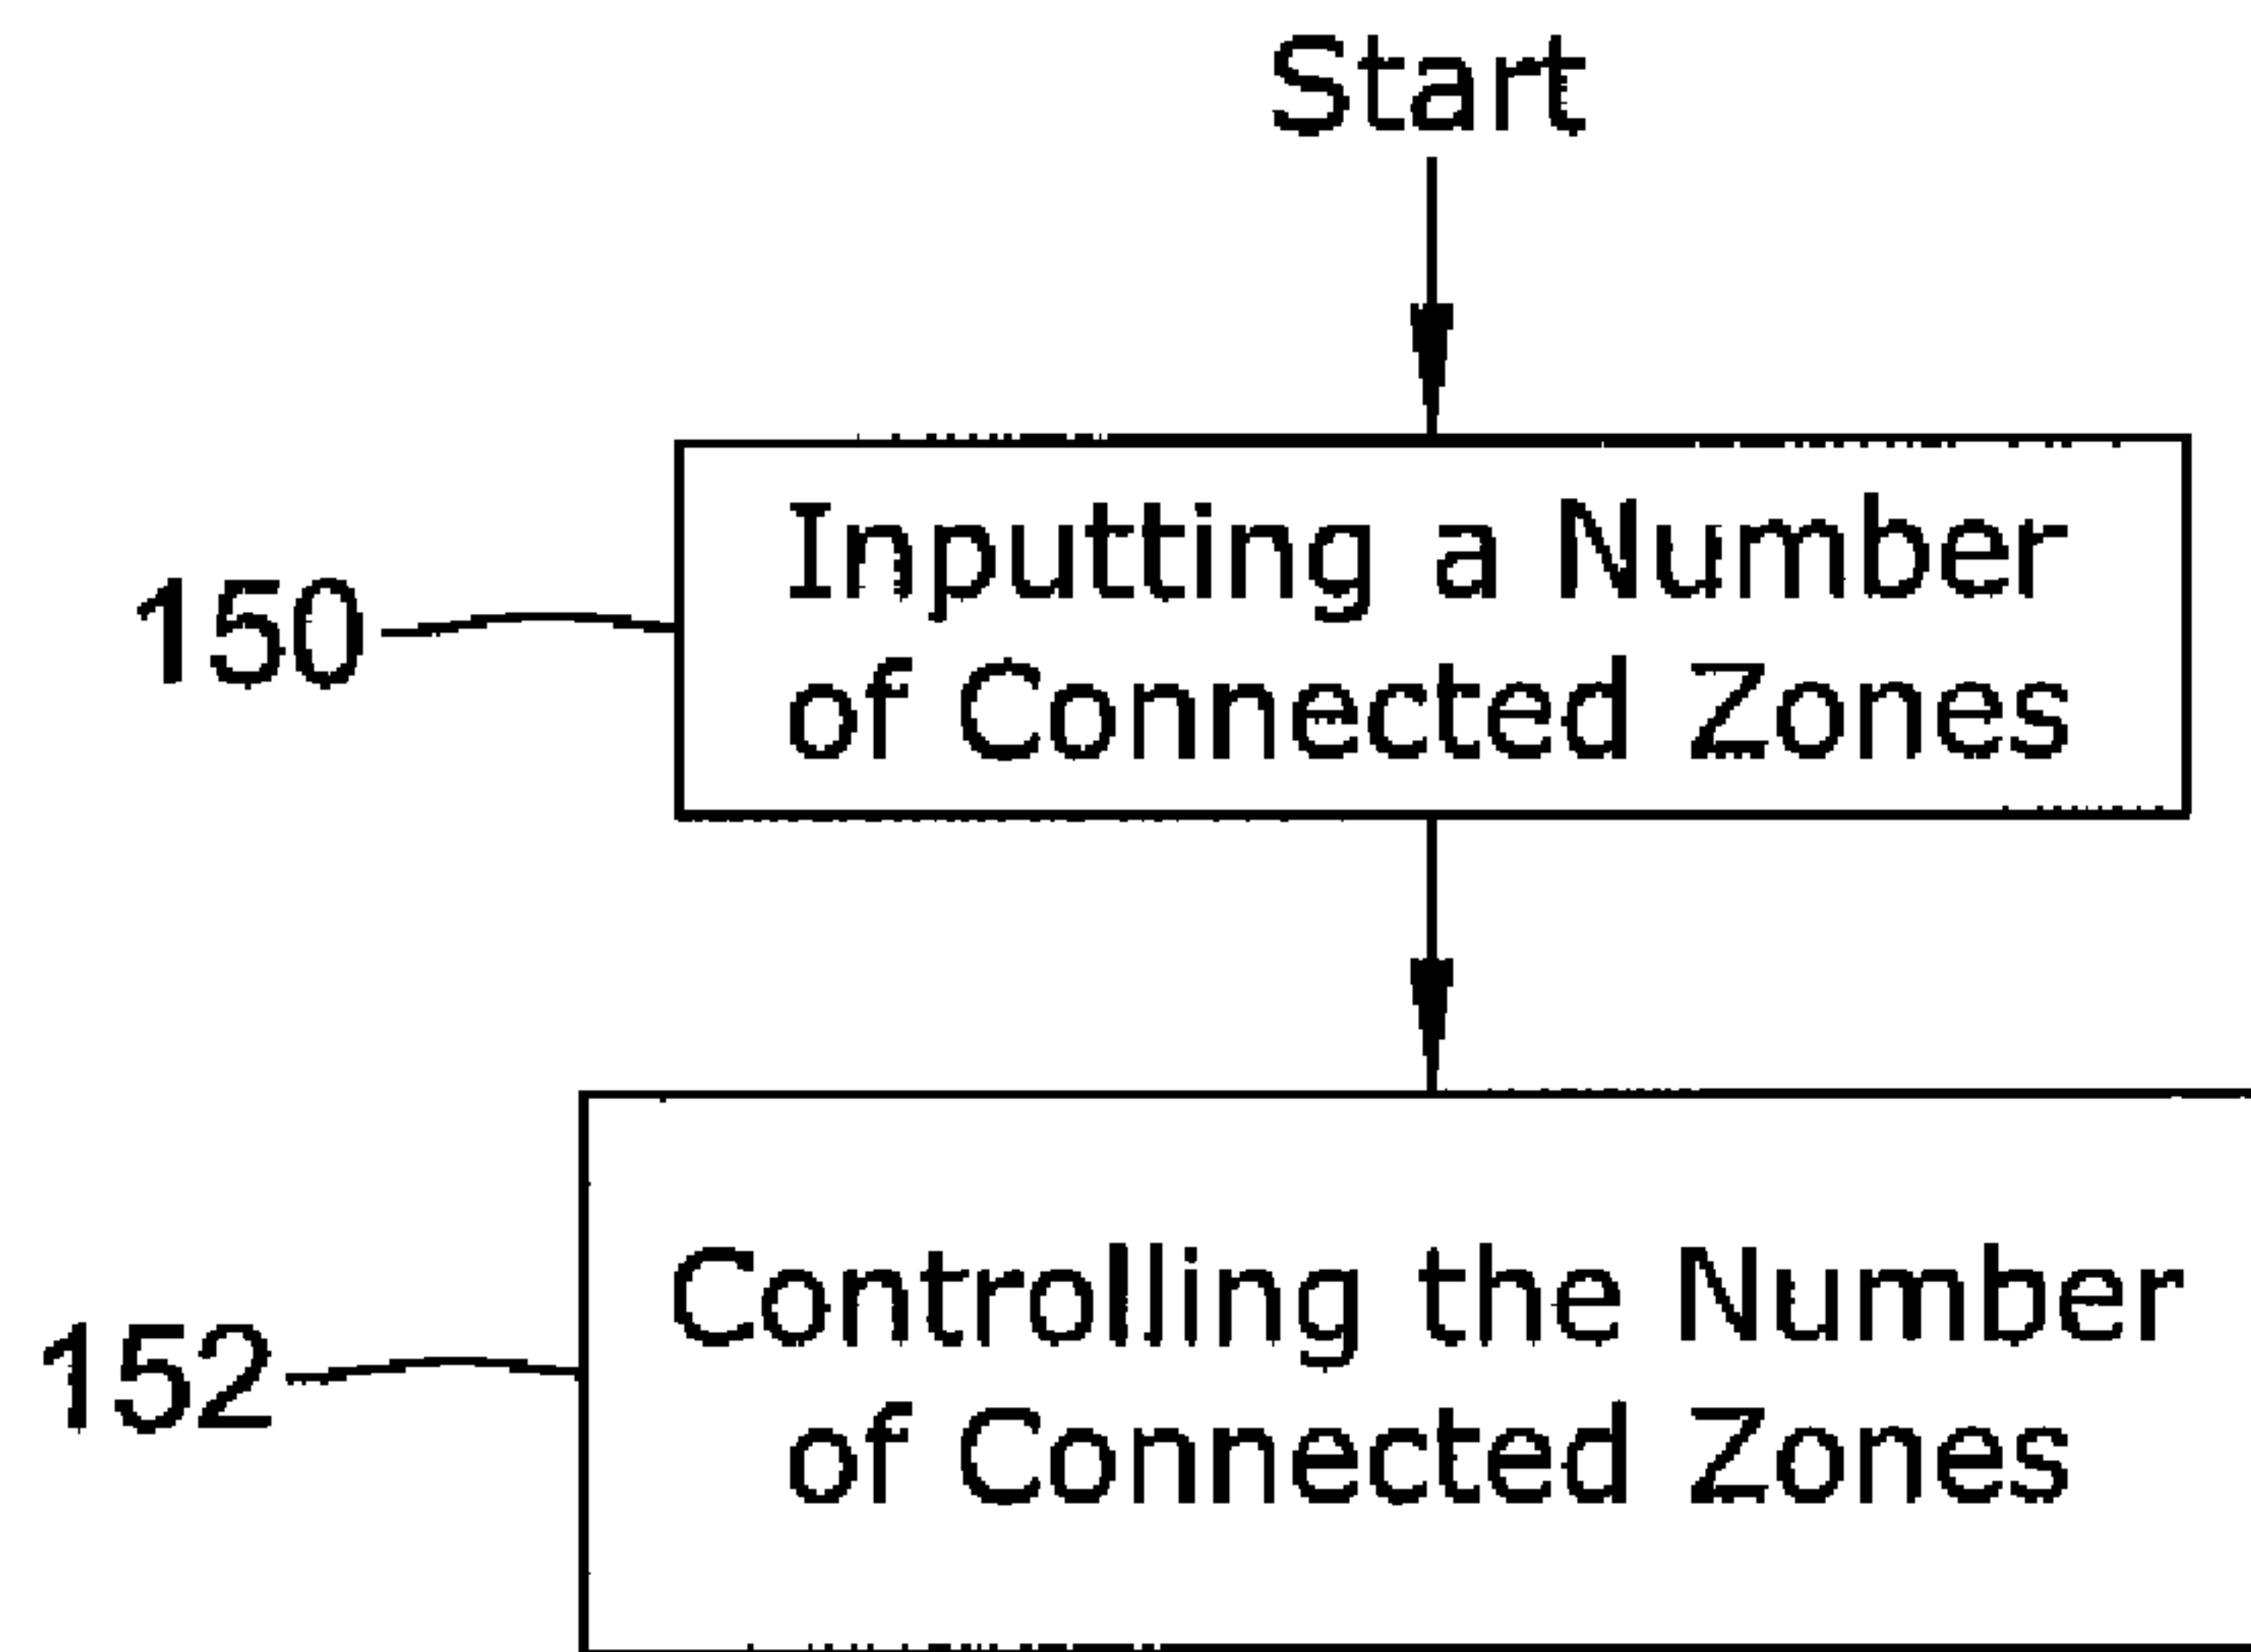 Start
Inputting a Number
150
of Connected Zones
Controlling the Number
152
of Connected Zones